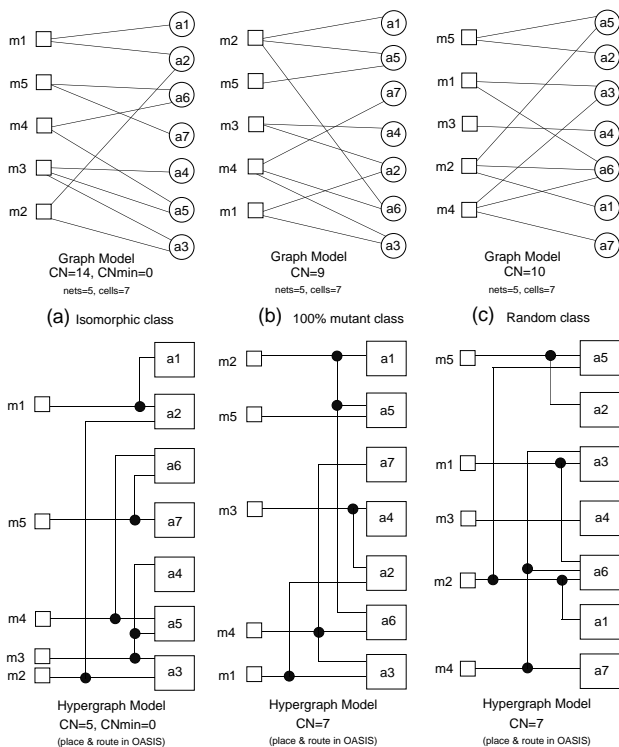 m1
m5
m4
m3
m2
a1
a2
a6
a7
a4
a5
a3
Graph Model
CN=14, CNmin=0
nets=5, cells=7
m2
m5
m3
m4
m1
a1
a5
a7
a4
a2
a6
a3
Graph Model
CN=9
nets=5, cells=7
m5
m1
m3
m2
m4
a5
a2
a3
a4
a6
a1
a7
Graph Model
CN=10
nets=5, cells=7
(a) Isomorphic class
(b) 100% mutant class
(c) Random class
m1
m5
m4
m3
m2
a1
a2
a6
a7
a4
a5
a3
Hypergraph Model
CN=5, CNmin=0
(place & route in OASIS)
m2
m5
m3
m4
m1
a1
a5
a7
a4
a2
a6
a3
Hypergraph Model
CN=7
(place & route in OASIS)
m5
m1
m3
m2
m4
a5
a2
a3
a4
a6
a1
a7
Hypergraph Model
CN=7
(place & route in OASIS)